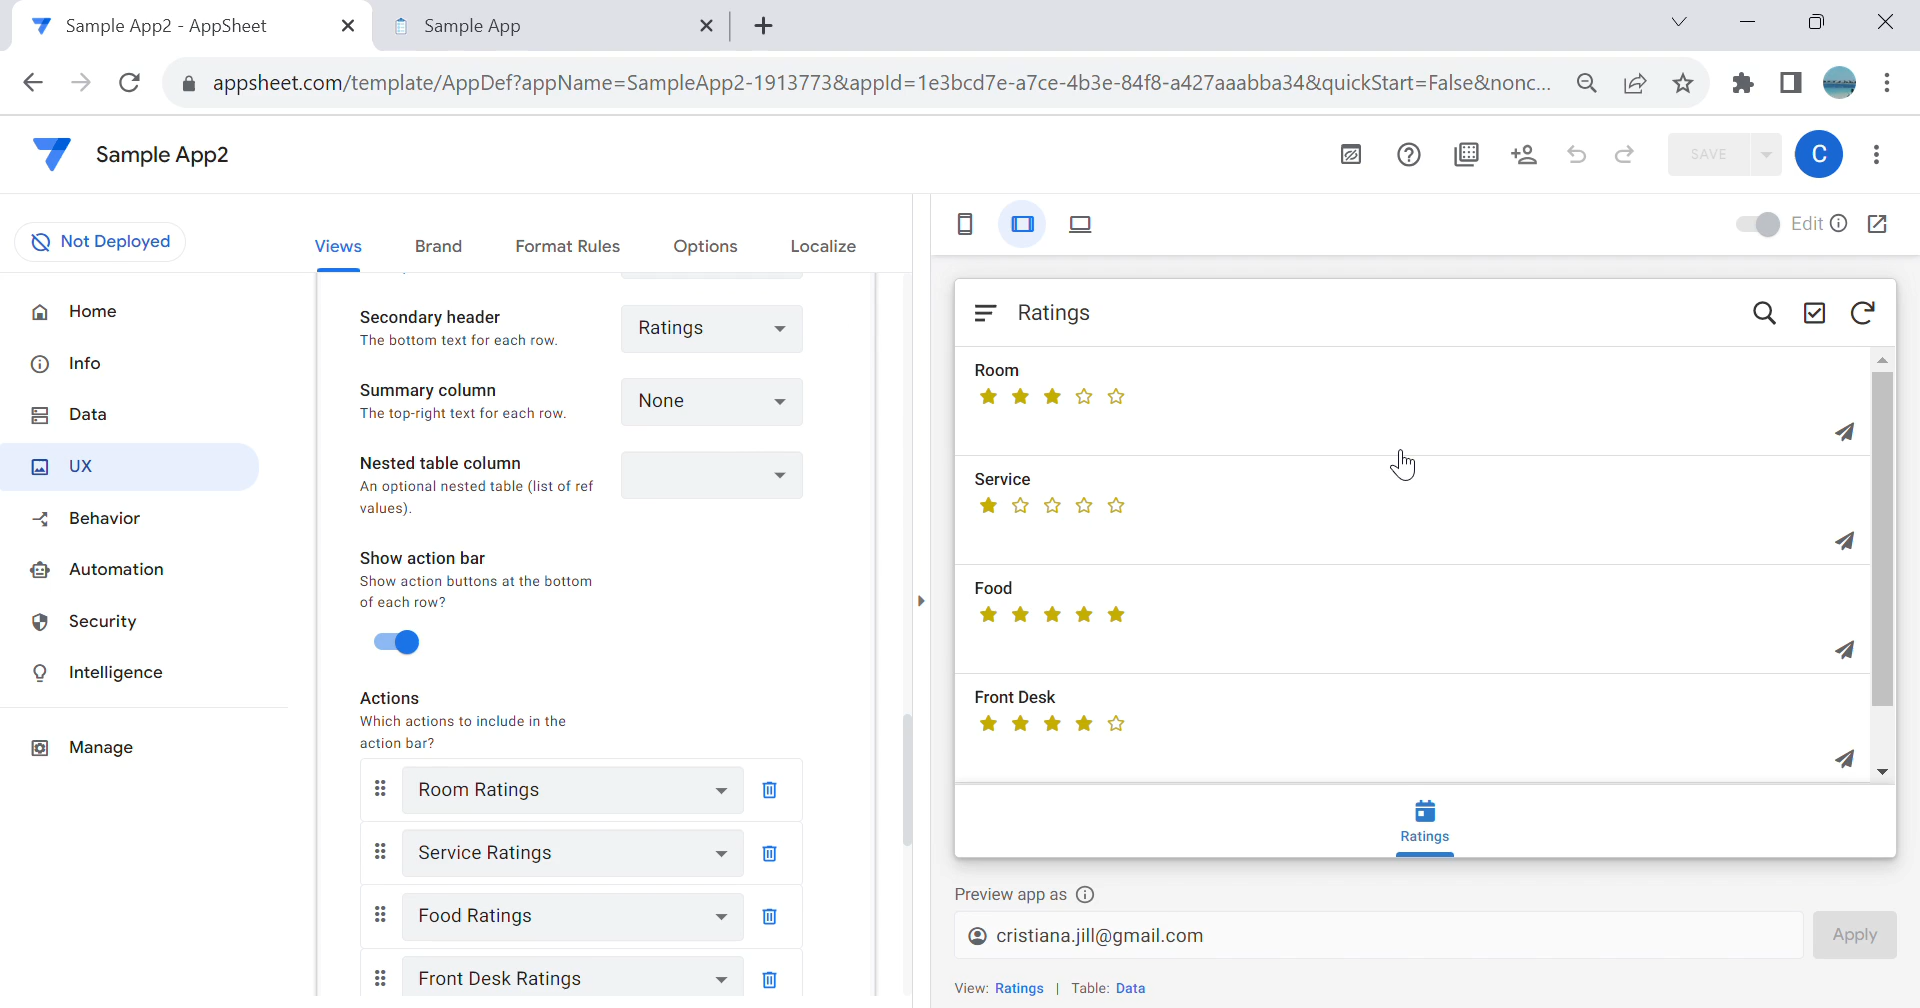 Sample App2 - AppSheet
Sample App
appsheet.com/template/AppDef?appName=SampleApp2-1913773&appId=1e3bcd7e-a7ce-4b3e-84f8-a427aaabba34&quickStart=False&nonc...
Sample App2
SAVE
C
Not Deployed
Views
Brand
Format Rules
Options
Localize
Edit
Home
Info
Data
UX
Behavior
Automation
Security
Intelligence
Manage
Secondary header
The bottom text for each row.
Ratings
Summary column
The top-right text for each row.
None
Nested table column
An optional nested table (list of ref
values).
Show action bar
Show action buttons at the bottom
of each row?
Actions
Which actions to include in the
action bar?
Room Ratings
Service Ratings
Food Ratings
Front Desk Ratings
Ratings
Room
Service
Food
Front Desk
Ratings
Preview app as
cristiana.jill@gmail.com
Apply
View: Ratings | Table: Data